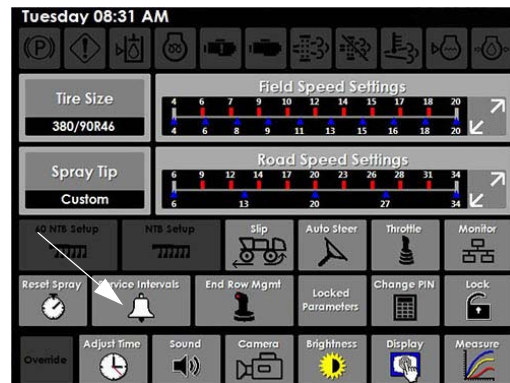 Tuesday 08:31 AM
(P)
Tire Size
380/90R46
Field Speed Settings
4 6 7 9 10 12 14 15 17 18 20
4 6 8 9 11 13 15 16 18 20
Spray Tip
Custom
Road Speed Settings
6 9 11 14 17 20 23 26 28 31 34
6 13 20 27 34
60 NTB Setup
NTB Setup
Slip
Auto Steer
Throttle
Monitor
Reset Spray
Service Intervals
End Row Mgmt
Locked
Parameters
Change PIN
Lock
Override
Adjust Time
Sound
Camera
Brightness
Display
Measure